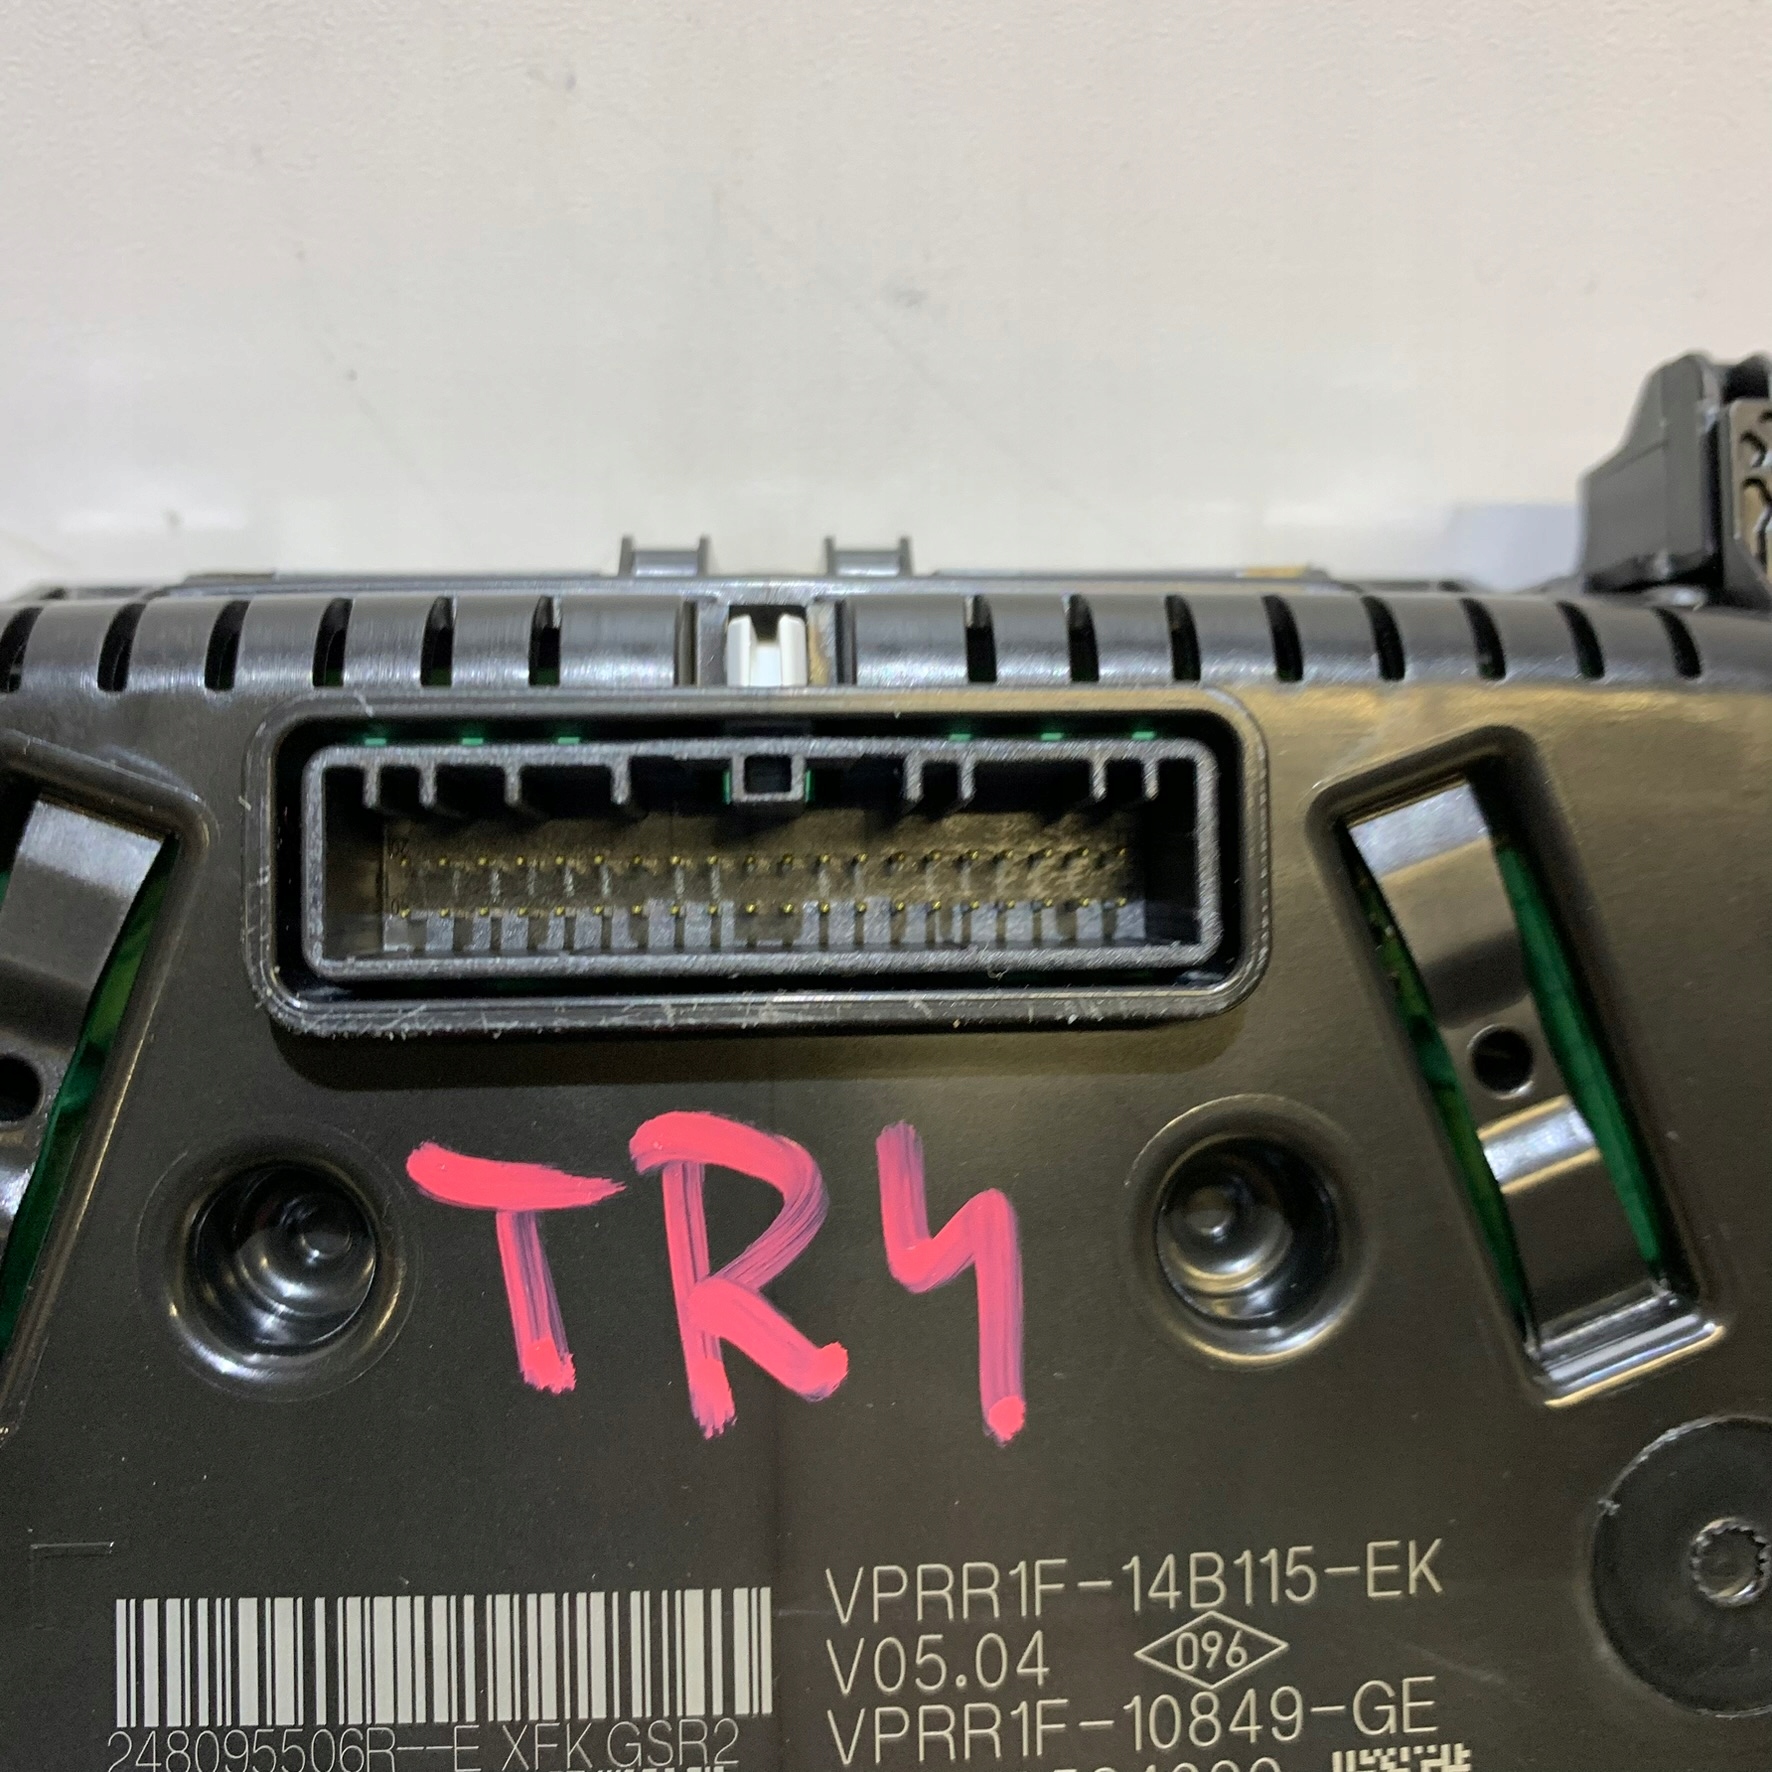 TR4
VPRR1F-14B115-EK
V05.04 096
VPRR1F-10849-GE
248095506R--E XFK GSR2